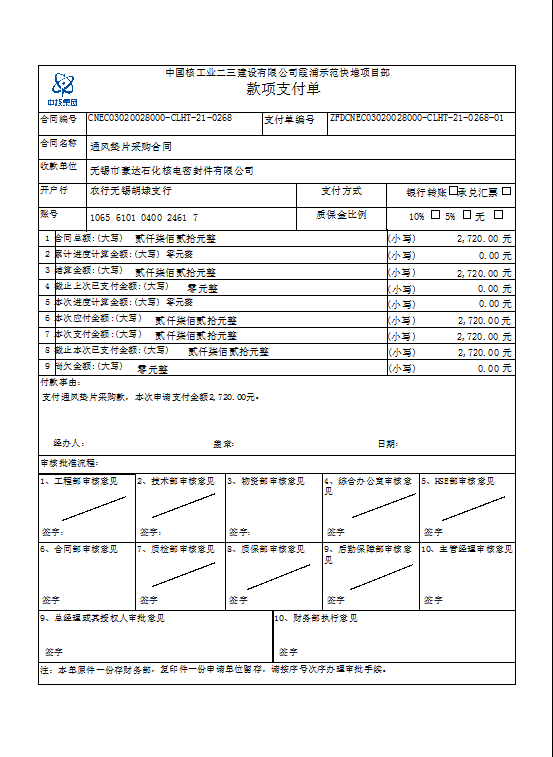 中国核工业二三建设有限公司霞浦示范快堆项目部
中核集团
款项支付单
合同编号 CNEC03020028000-CLHT-21-0268 支付单编号 ZFDCNEC03020028000-CLHT-21-0268-01
合同名称 通风垫片采购合同
收款单位 无锡市豪达石化核电密封件有限公司
开户行 农行无锡胡埭支行 支付方式 银行转账 承兑汇票
账号 1065 6101 0400 2461 7 质保金比例 10% 5% 无
1 合同总额:(大写) 贰仟柒佰贰拾元整 (小写) 2,720.00 元
2 累计进度计算金额:(大写) 零元整 (小写) 0.00 元
3 结算金额:(大写) 贰仟柒佰贰拾元整 (小写) 2,720.00 元
4 截止上次已支付金额:(大写) 零元整 (小写) 0.00 元
5 本次进度计算金额:(大写) 零元整 (小写) 0.00 元
6 本次应付金额:(大写) 贰仟柒佰贰拾元整 (小写) 2,720.00 元
7 本次支付金额:(大写) 贰仟柒佰贰拾元整 (小写) 2,720.00 元
8 截止本次已支付金额:(大写) 贰仟柒佰贰拾元整 (小写) 2,720.00 元
9 尚欠金额:(大写) 零元整 (小写) 0.00 元
付款事由:
支付通风垫片采购款，本次申请支付金额2,720.00元。
经办人: 盖章: 日期:
审核批准流程:
1、工程部审核意见 2、技术部审核意见 3、物资部审核意见 4、综合办公室审核意见 5、HSE部审核意见
签字: 签字: 签字: 签字 签字
6、合同部审核意见 7、质检部审核意见 8、质保部审核意见 9、后勤保障部审核意见 10、主管经理审核意见
签字 签字 签字 签字 签字
9、总经理或其授权人审批意见 10、财务部执行意见
签字 签字
注: 本单原件一份存财务部，复印件一份申请单位留存，请按序号次序办理审批手续。